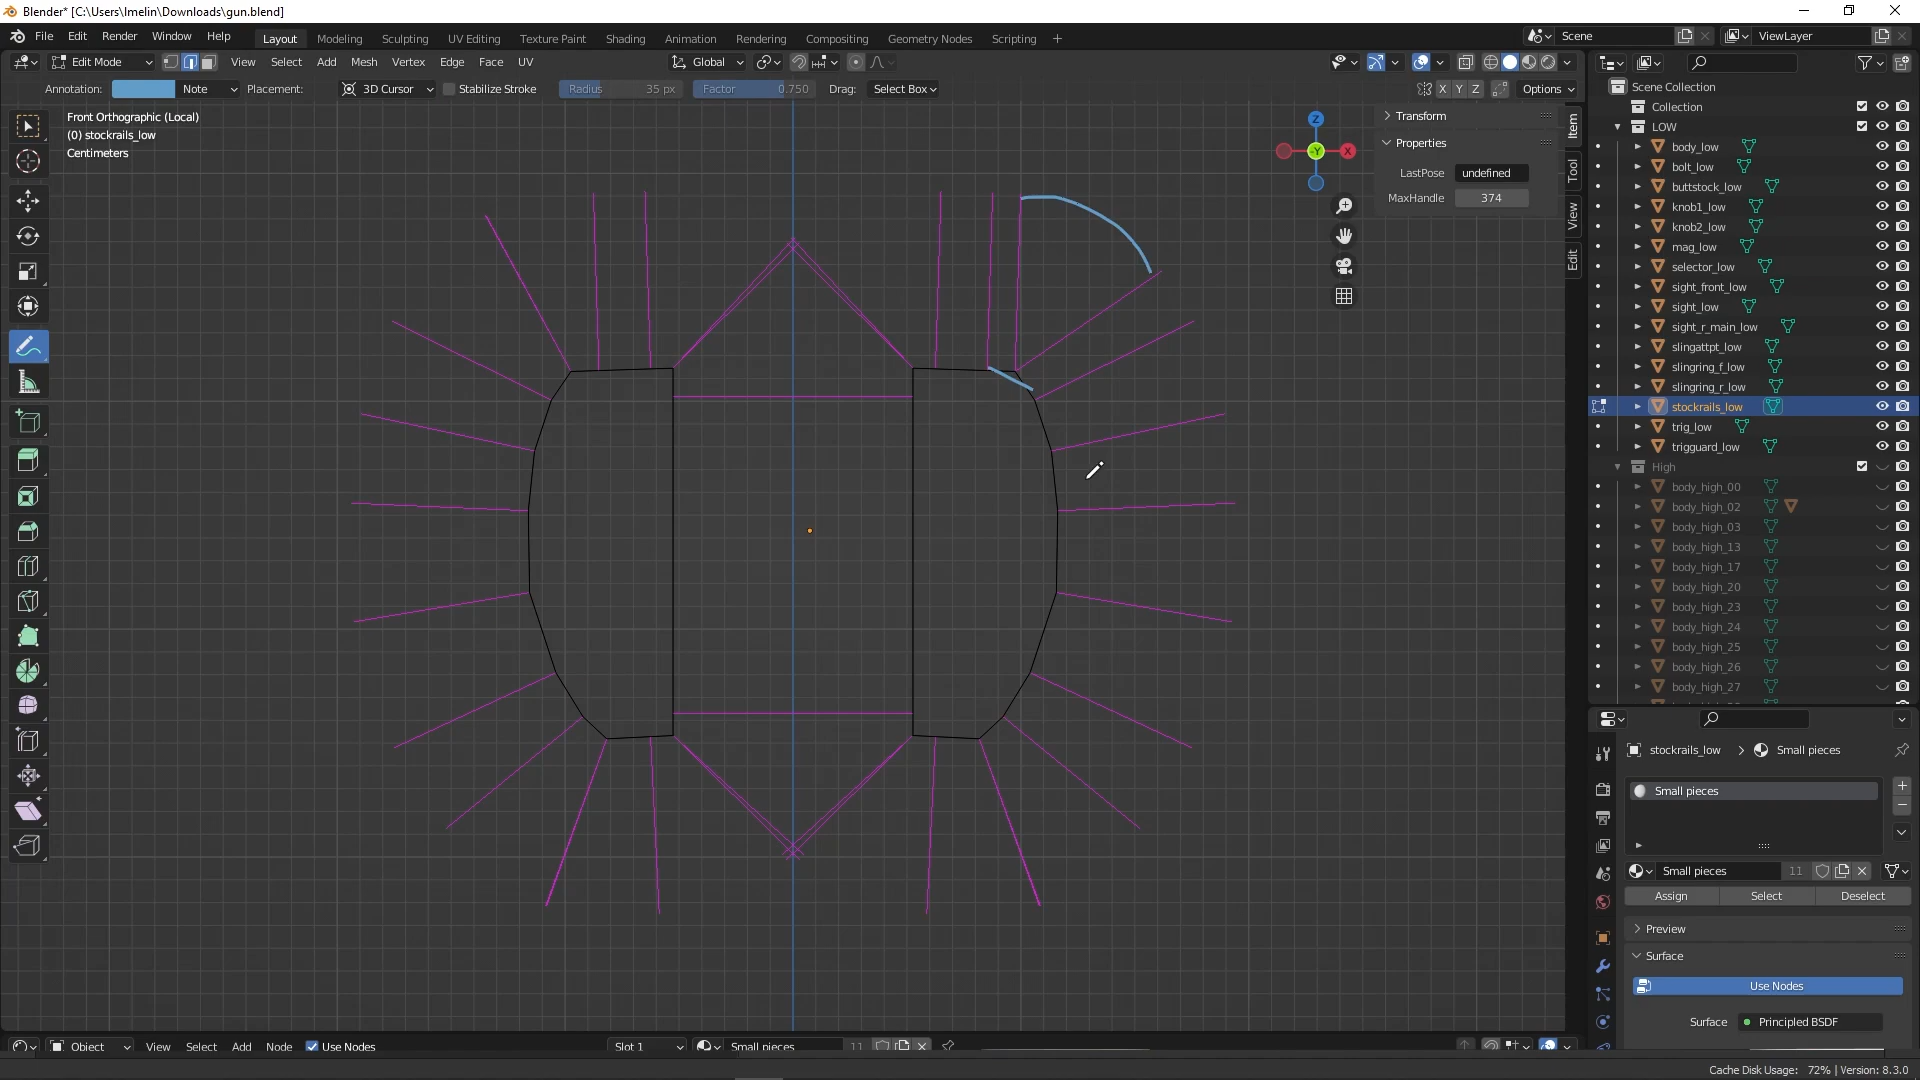 Blender* [C:\Users\lmelin\Downloads\gun.blend]
File Edit Render Window Help Layout Modeling Sculpting UV Editing Texture Paint Shading Animation Rendering Compositing Geometry Nodes Scripting + Scene ViewLayer
Edit Mode View Select Add Mesh Vertex Edge Face UV Global
Annotation: Note Placement: 3D Cursor Stabilize Stroke Radius 35 px Factor 0.750 Drag: Select Box X Y Z Options
Front Orthographic (Local)
(0) stockrails_low
Centimeters
Z
X
-Y
Transform
Properties
LastPose undefined
MaxHandle 374
Item
Tool
View
Edit
Scene Collection
Collection
LOW
body_low
bolt_low
buttstock_low
knob1_low
knob2_low
mag_low
selector_low
sight_front_low
sight_low
sight_r_main_low
slingattpt_low
slingring_f_low
slingring_r_low
stockrails_low
trig_low
trigguard_low
High
body_high_00
body_high_02
body_high_03
body_high_13
body_high_17
body_high_20
body_high_23
body_high_24
body_high_25
body_high_26
body_high_27
stockrails_low > Small pieces
Small pieces
Small pieces 11
Assign Select Deselect
Preview
Surface
Use Nodes
Surface Principled BSDF
Object View Select Add Node Use Nodes Slot 1 Small pieces 11
Cache Disk Usage: 72% | Version: 8.3.0